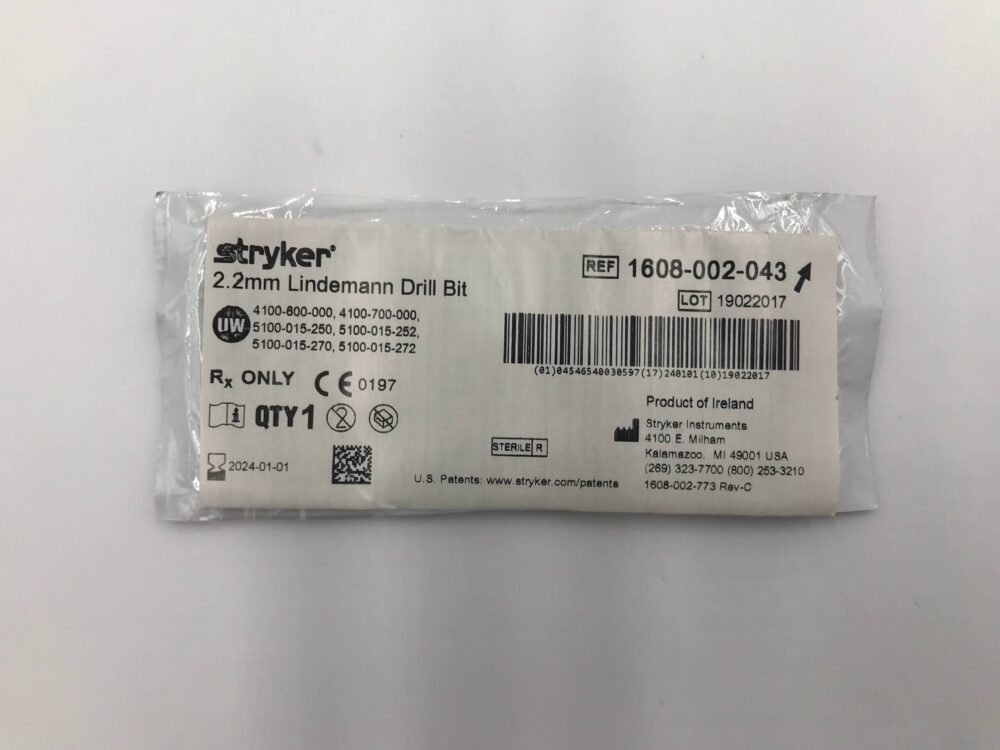 stryker®
2.2mm Lindemann Drill Bit
UW
4100-600-000, 4100-700-000,
5100-015-250, 5100-015-252,
5100-015-270, 5100-015-272
Rx ONLY CE 0197
i QTY 1 2
2024-01-01
REF 1608-002-043
LOT 19022017
(01)04546540030597(17)240101(10)19022017
Product of Ireland
Stryker Instruments
4100 E. Milham
Kalamazoo, MI 49001 USA
(269) 323-7700 (800) 253-3210
1608-002-773 Rev-C
STERILE R
U.S. Patents: www.stryker.com/patents